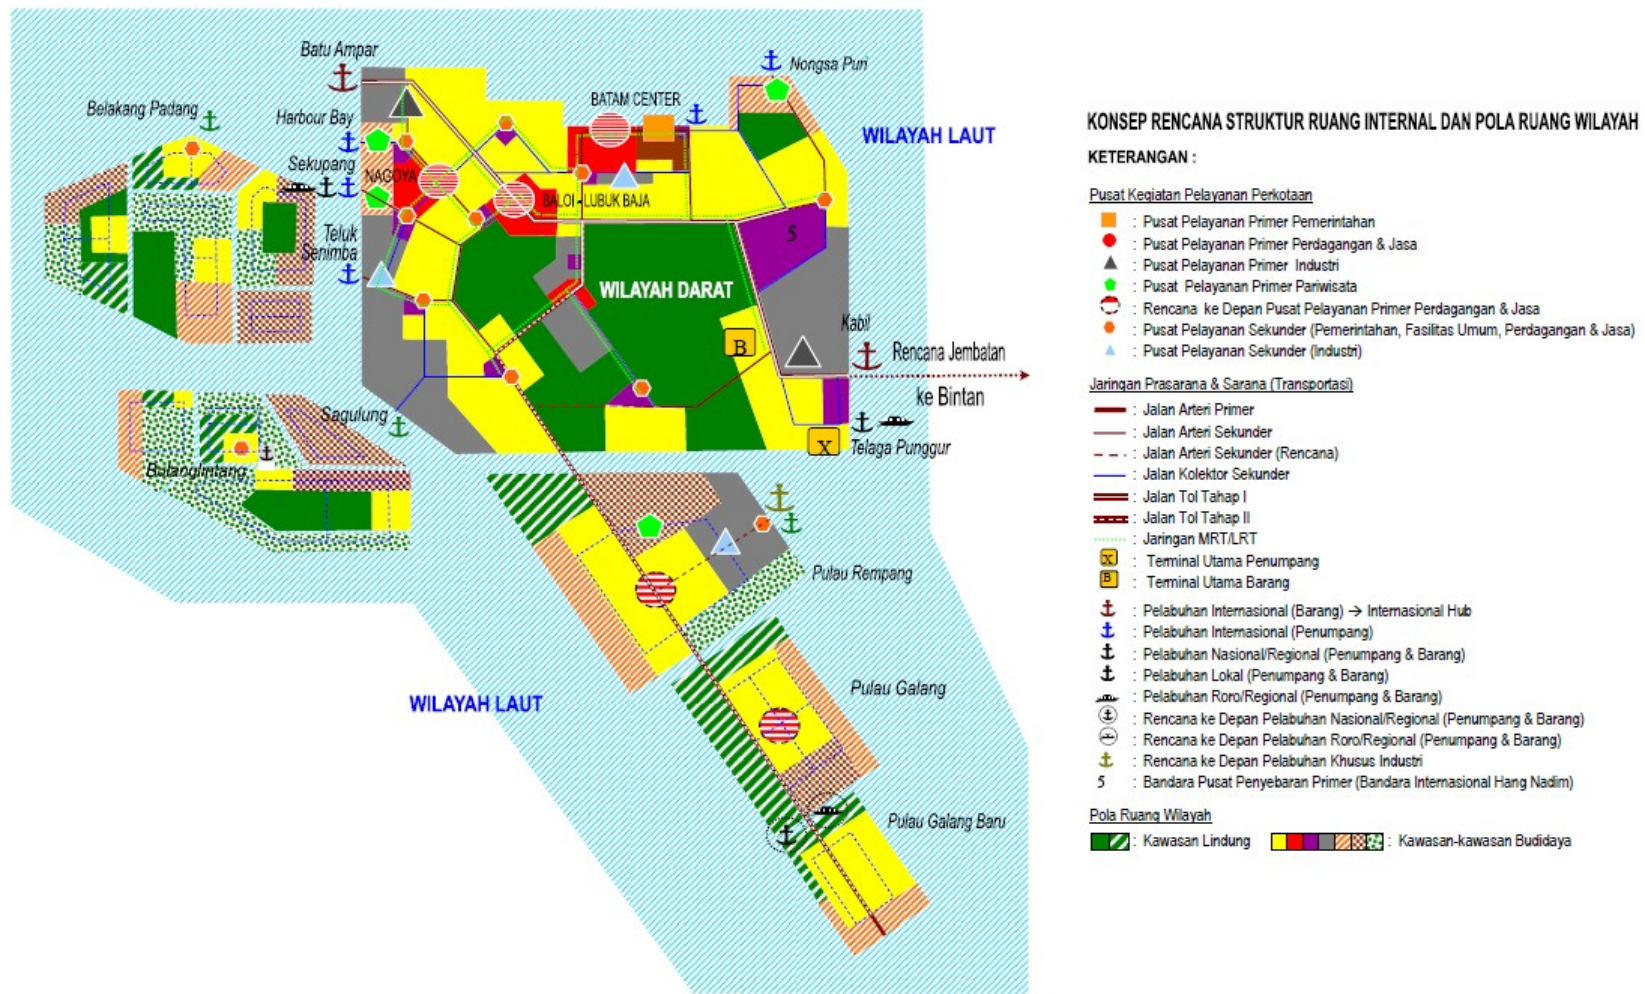 Batu Ampar
Nongsa Puri
Belakang Padang
BATAM CENTER
Harbour Bay
WILAYAH LAUT
Sekupang
NAGOYA
BALOI - LUBUK BAJA
Teluk
Senimba
5
WILAYAH DARAT
Kabil
B
Rencana Jembatan
ke Bintan
Sagulung
X
Telaga Punggur
Bulanglintang
Pulau Rempang
WILAYAH LAUT
Pulau Galang
Pulau Galang Baru
KONSEP RENCANA STRUKTUR RUANG INTERNAL DAN POLA RUANG WILAYAH
KETERANGAN :
Pusat Kegiatan Pelayanan Perkotaan
: Pusat Pelayanan Primer Pemerintahan
: Pusat Pelayanan Primer Perdagangan & Jasa
: Pusat Pelayanan Primer Industri
: Pusat Pelayanan Primer Pariwisata
: Rencana ke Depan Pusat Pelayanan Primer Perdagangan & Jasa
: Pusat Pelayanan Sekunder (Pemerintahan, Fasilitas Umum, Perdagangan & Jasa)
: Pusat Pelayanan Sekunder (Industri)
Jaringan Prasarana & Sarana (Transportasi)
: Jalan Arteri Primer
: Jalan Arteri Sekunder
: Jalan Arteri Sekunder (Rencana)
: Jalan Kolektor Sekunder
: Jalan Tol Tahap I
: Jalan Tol Tahap II
: Jaringan MRT/LRT
X : Terminal Utama Penumpang
B : Terminal Utama Barang
: Pelabuhan Internasional (Barang) → Internasional Hub
: Pelabuhan Internasional (Penumpang)
: Pelabuhan Nasional/Regional (Penumpang & Barang)
: Pelabuhan Lokal (Penumpang & Barang)
: Pelabuhan Roro/Regional (Penumpang & Barang)
: Rencana ke Depan Pelabuhan Nasional/Regional (Penumpang & Barang)
: Rencana ke Depan Pelabuhan Roro/Regional (Penumpang & Barang)
: Rencana ke Depan Pelabuhan Khusus Industri
5 : Bandara Pusat Penyebaran Primer (Bandara Internasional Hang Nadim)
Pola Ruang Wilayah
: Kawasan Lindung : Kawasan-kawasan Budidaya